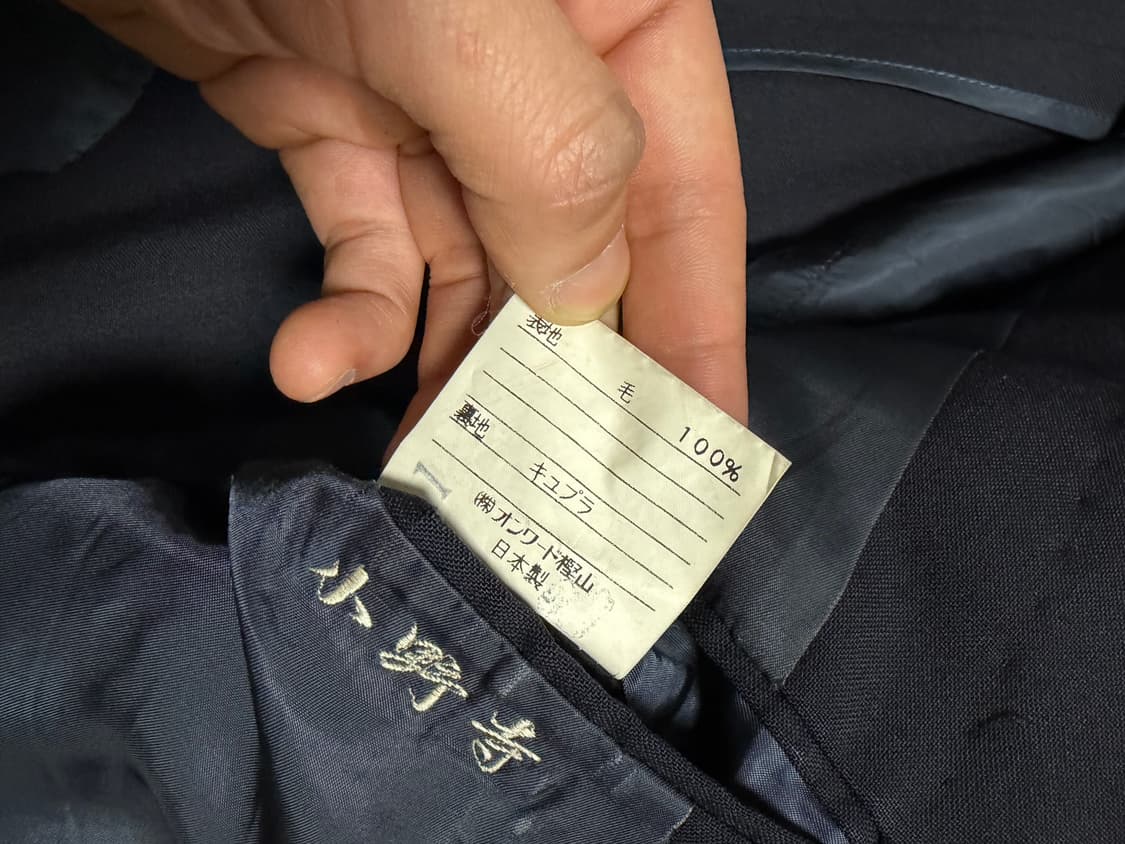 表地
毛 100%
裏地
キュプラ
㈱オンワード樫山
日本製
小野寺